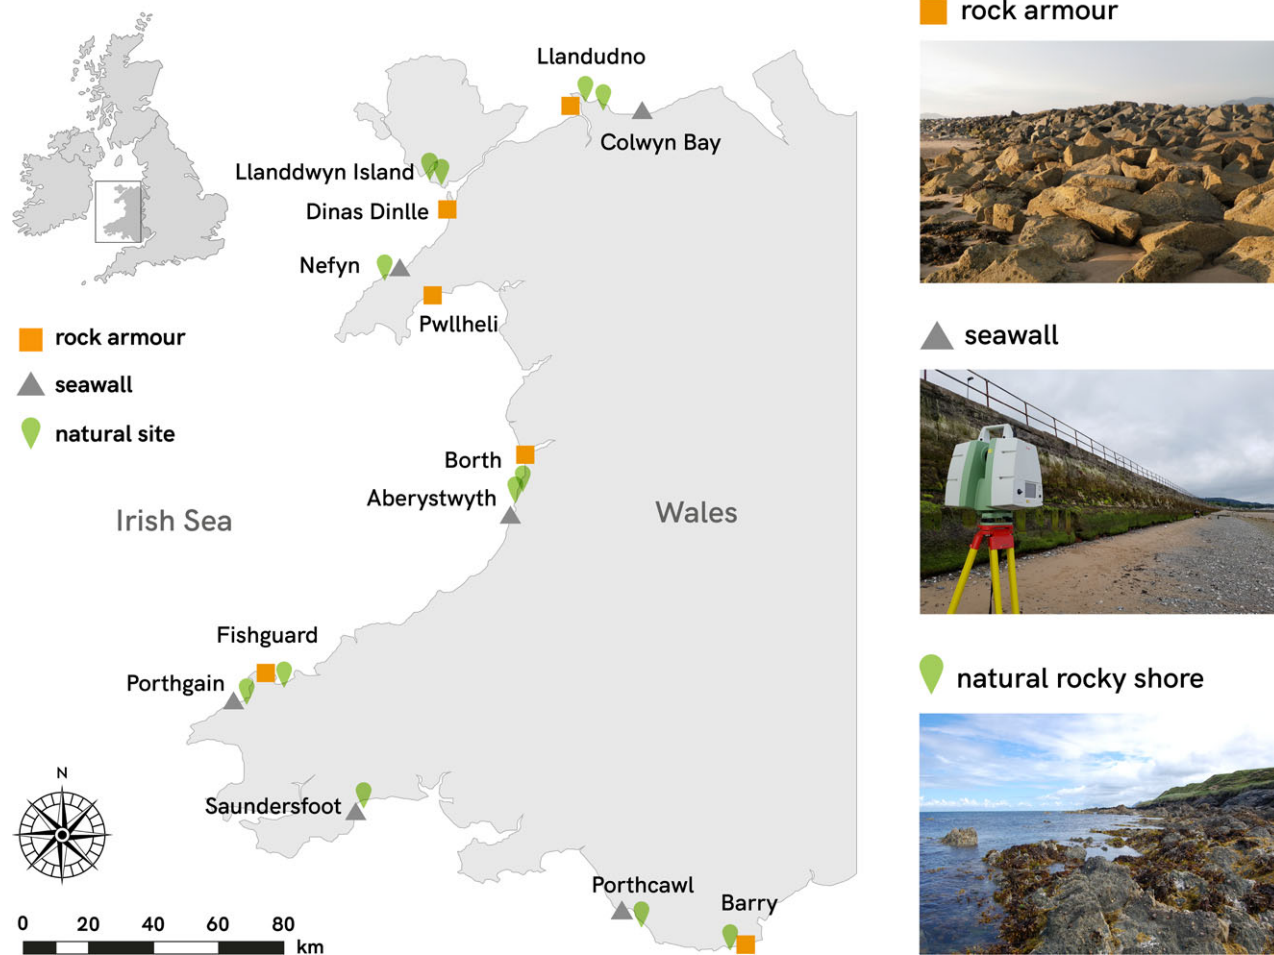 rock armour
Llandudno
Colwyn Bay
Llanddwyn Island
Dinas Dinlle
Nefyn
Pwllheli
rock armour
seawall
natural site
seawall
Borth
Aberystwyth
Irish Sea
Wales
Fishguard
Porthgain
natural rocky shore
N
Saundersfoot
Porthcawl
Barry
0 20 40 60 80
km